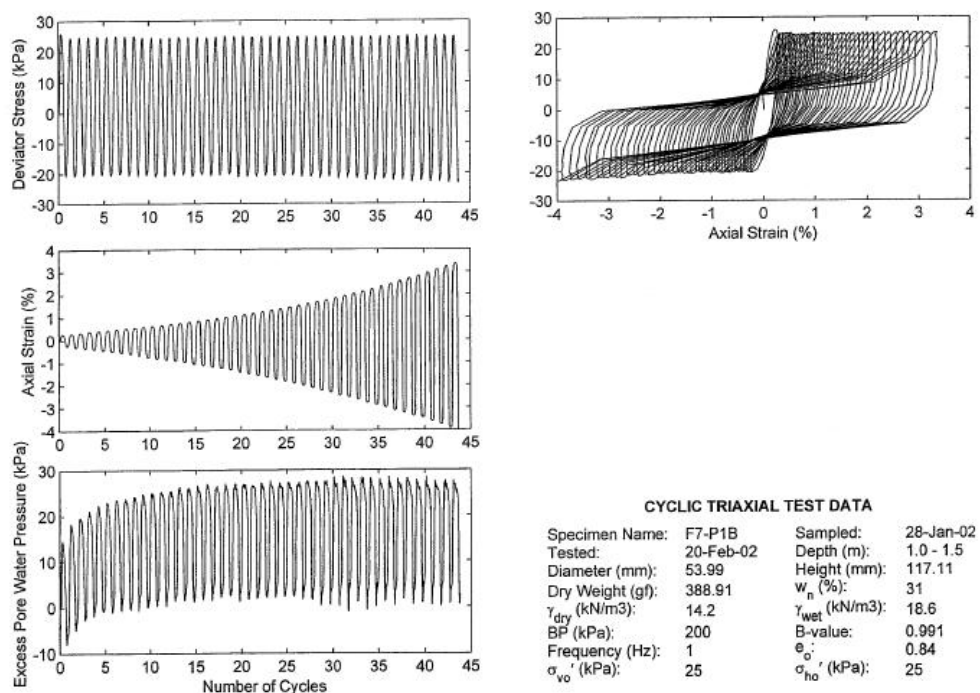 Deviator Stress (kPa)
30
20
10
0
-10
-20
-30
0 5 10 15 20 25 30 35 40 45
Axial Strain (%)
4
3
2
1
0
-1
-2
-3
-4
0 5 10 15 20 25 30 35 40 45
Excess Pore Water Pressure (kPa)
30
20
10
0
-10
0 5 10 15 20 25 30 35 40 45
Number of Cycles
30
20
10
0
-10
-20
-30
-4 -3 -2 -1 0 1 2 3 4
Axial Strain (%)
CYCLIC TRIAXIAL TEST DATA
Specimen Name: F7-P1B Sampled: 28-Jan-02
Tested: 20-Feb-02 Depth (m): 1.0 - 1.5
Diameter (mm): 53.99 Height (mm): 117.11
Dry Weight (gf): 388.91 w_n (%): 31
γ_dry (kN/m3): 14.2 γ_wet (kN/m3): 18.6
BP (kPa): 200 B-value: 0.991
Frequency (Hz): 1 e_o: 0.84
σ_vo' (kPa): 25 σ_ho' (kPa): 25